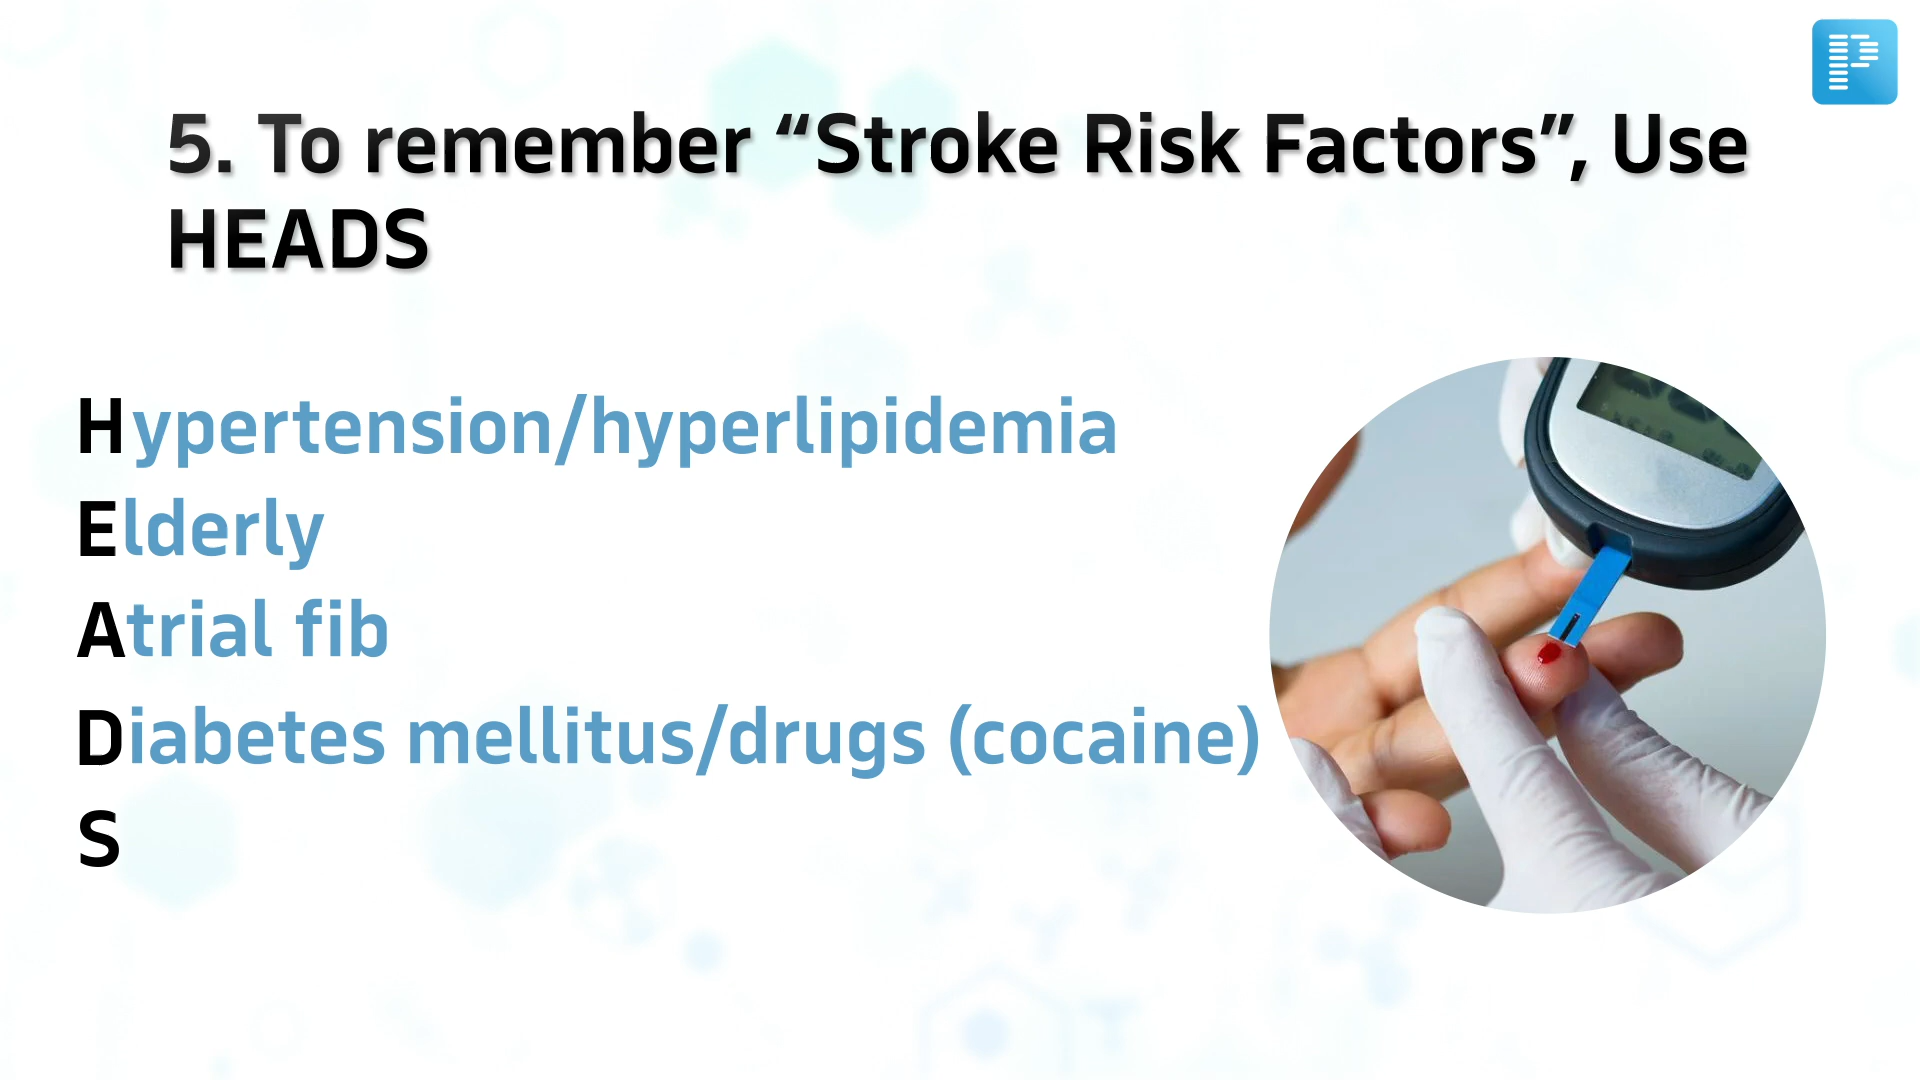 5. To remember “Stroke Risk Factors”, Use
HEADS
Hypertension/hyperlipidemia
Elderly
Atrial fib
Diabetes mellitus/drugs (cocaine)
S
P